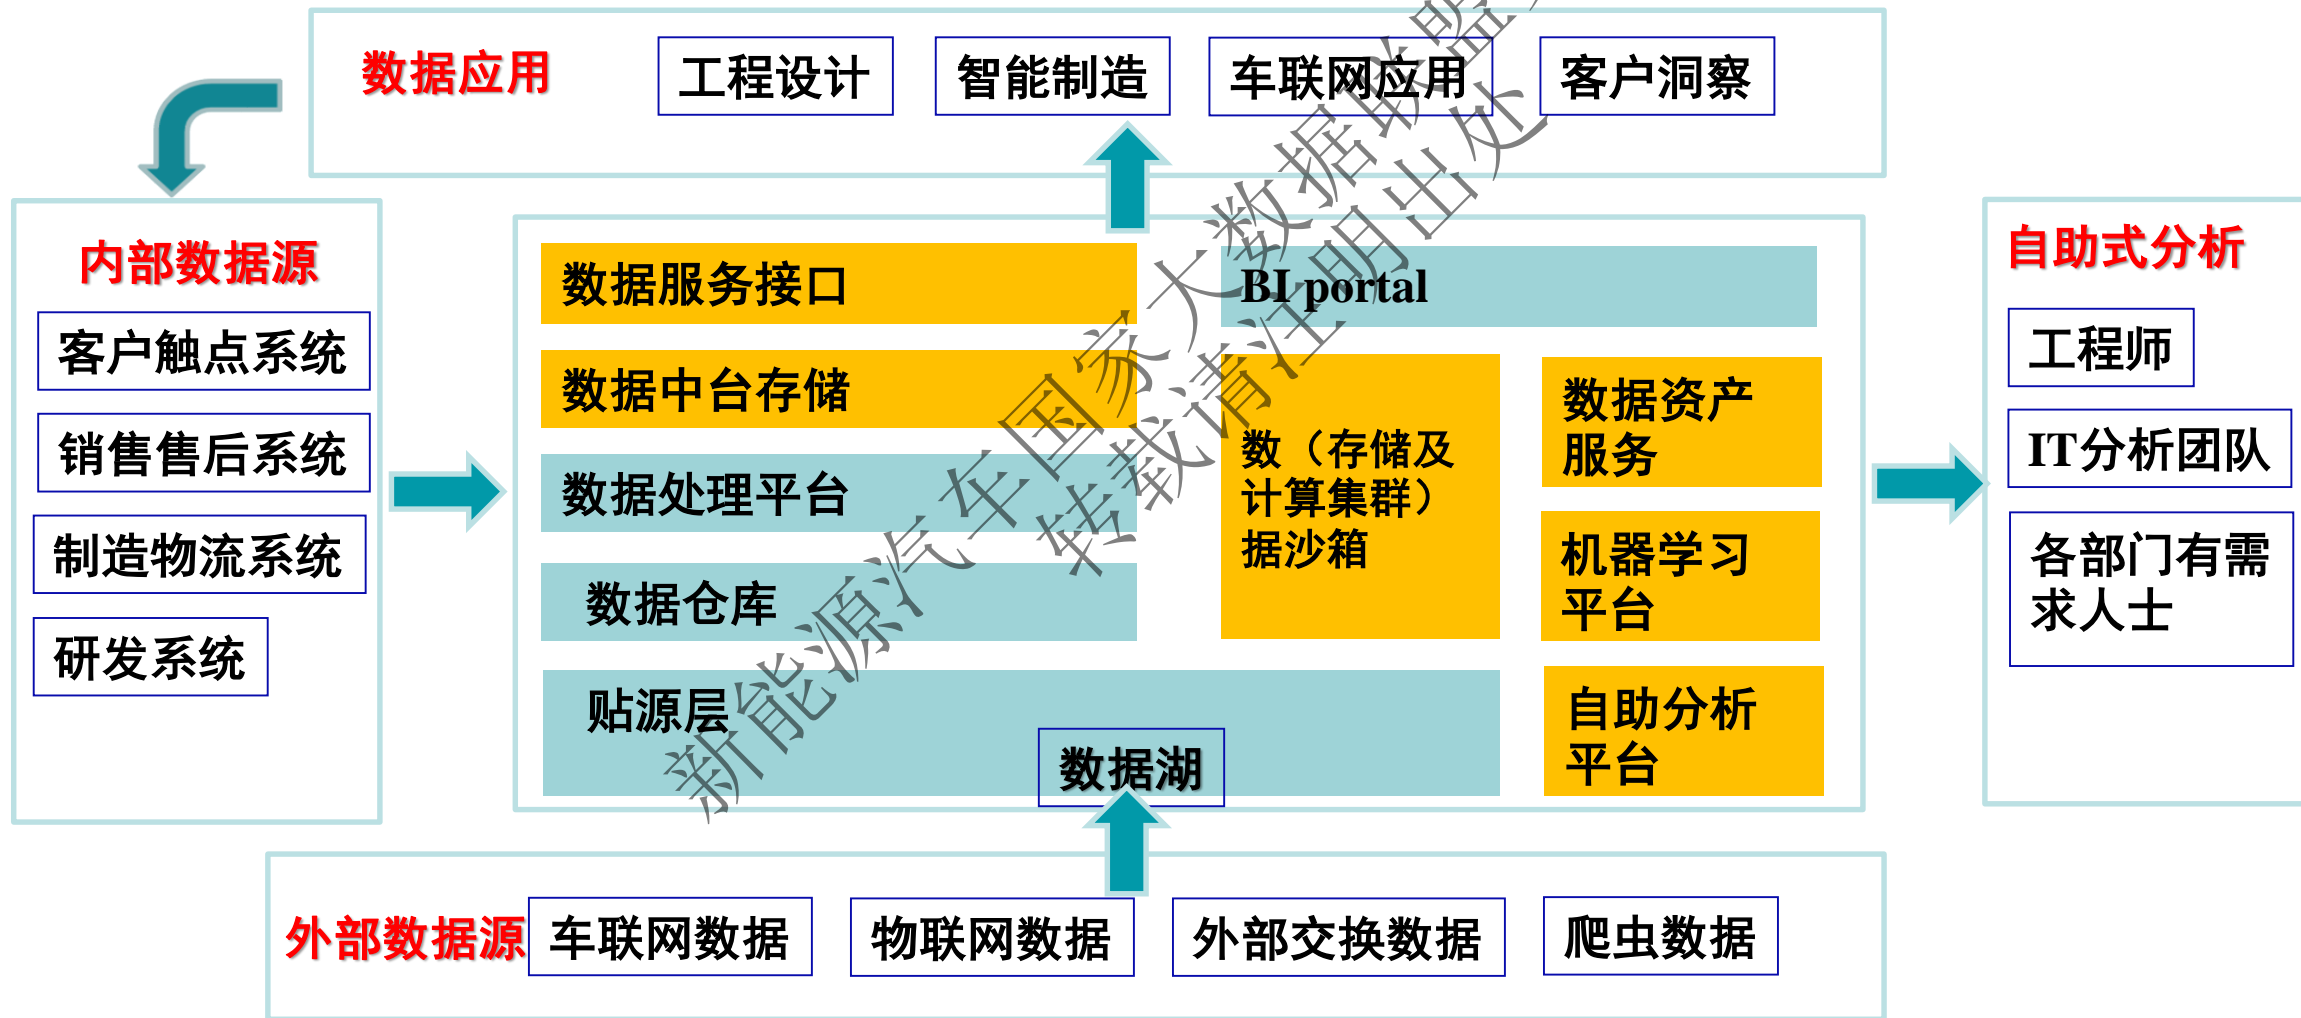 数据应用
工程设计
智能制造
车联网应用
客户洞察
内部数据源
客户触点系统
销售售后系统
制造物流系统
研发系统
数据服务接口
数据中台存储
数据处理平台
数据仓库
贴源层
数据湖
BI portal
数（存储及
计算集群）
据沙箱
数据资产
服务
机器学习
平台
自助分析
平台
自助式分析
工程师
IT分析团队
各部门有需
求人士
外部数据源
车联网数据
物联网数据
外部交换数据
爬虫数据
新能源汽车国家大数据联盟
转载请注明出处